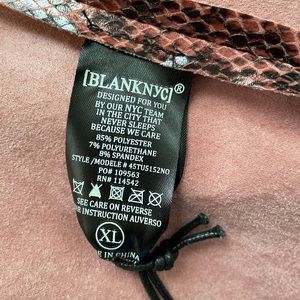 [BLANKNYC]®
DESIGNED FOR YOU
BY OUR NYC TEAM
IN THE CITY THAT
NEVER SLEEPS
BECAUSE WE CARE
85% POLYESTER
7% POLYURETHANE
8% SPANDEX
STYLE /MODELE # 45TU5152NO
PO# 109563
RN# 114542
SEE CARE ON REVERSE
R INSTRUCTION AUVERSO
XL
E IN CHINA